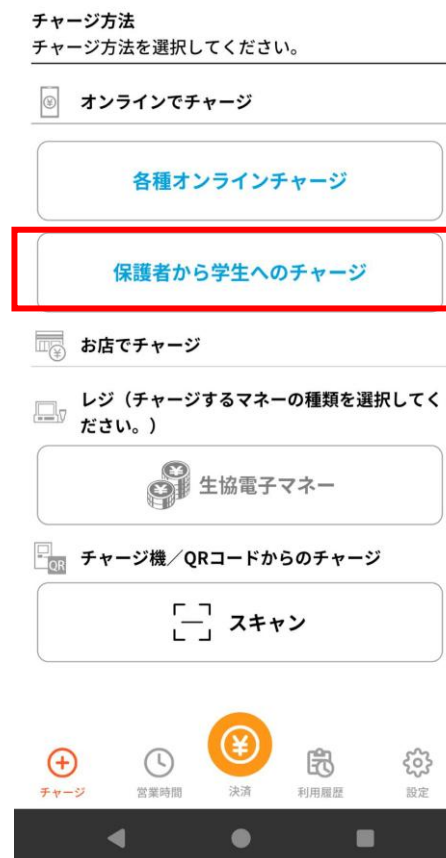 チャージ方法
チャージ方法を選択してください。
オンラインでチャージ
各種オンラインチャージ
保護者から学生へのチャージ
お店でチャージ
レジ（チャージするマネーの種類を選択してく
ださい。）
生協電子マネー
QR
チャージ機／QRコードからのチャージ
スキャン
チャージ
営業時間
決済
利用履歴
設定